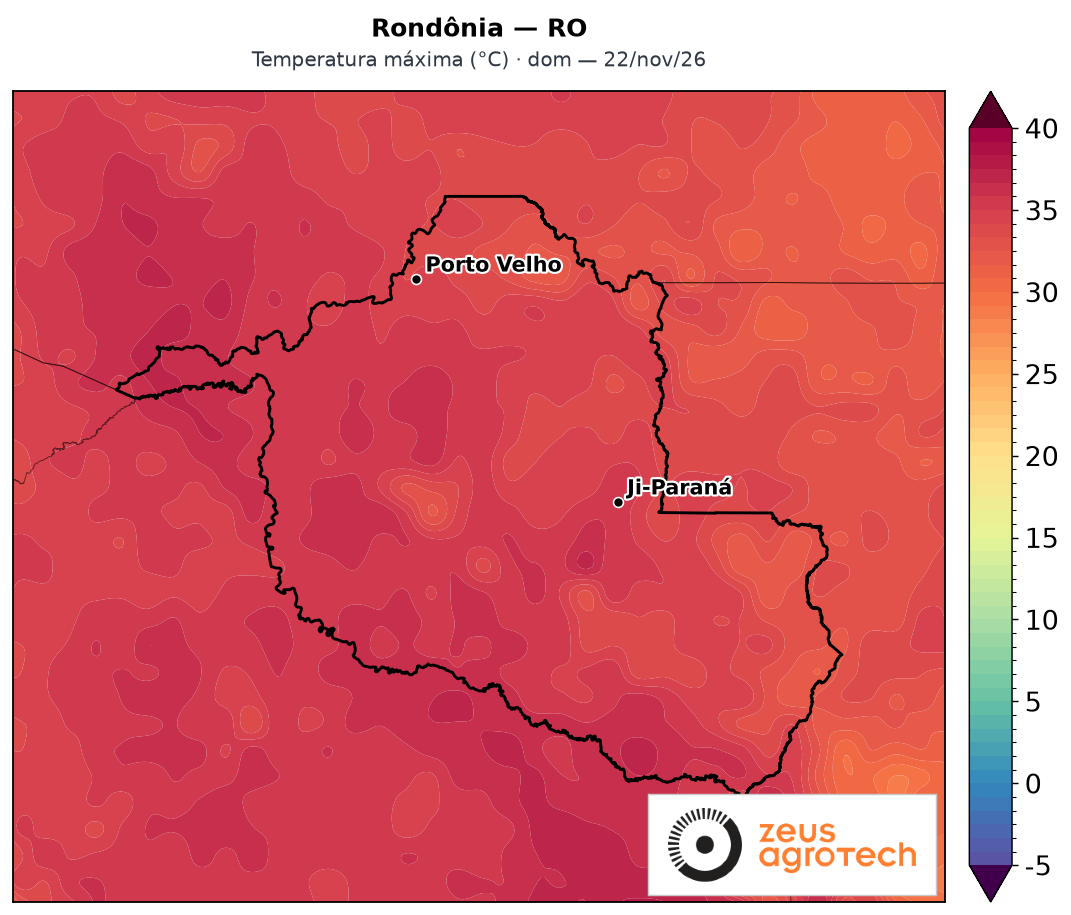 Rondônia — RO
Temperatura máxima (°C) · dom — 22/nov/26
40
35
30
25
20
15
10
5
0
-5
Porto Velho
Ji-Paraná
zeus
agrotech